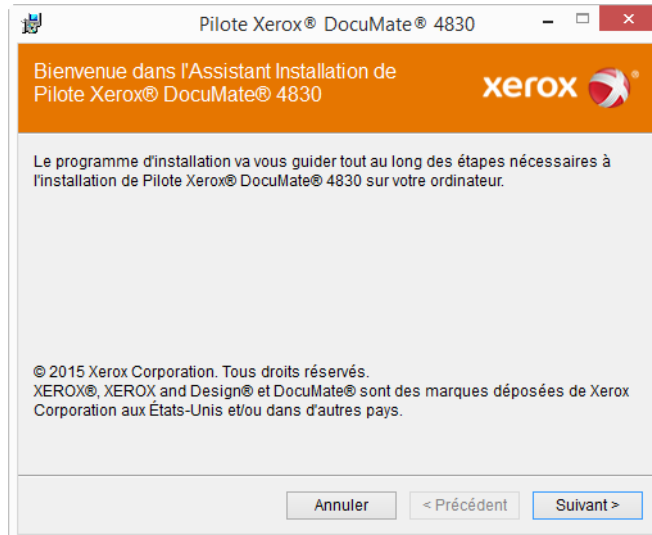 Pilote Xerox® DocuMate® 4830
Bienvenue dans l'Assistant Installation de
Pilote Xerox® DocuMate® 4830
xerox ®
Le programme d'installation va vous guider tout au long des étapes nécessaires à
l'installation de Pilote Xerox® DocuMate® 4830 sur votre ordinateur.
© 2015 Xerox Corporation. Tous droits réservés.
XEROX®, XEROX and Design® et DocuMate® sont des marques déposées de Xerox
Corporation aux États-Unis et/ou dans d'autres pays.
Annuler
< Précédent
Suivant >